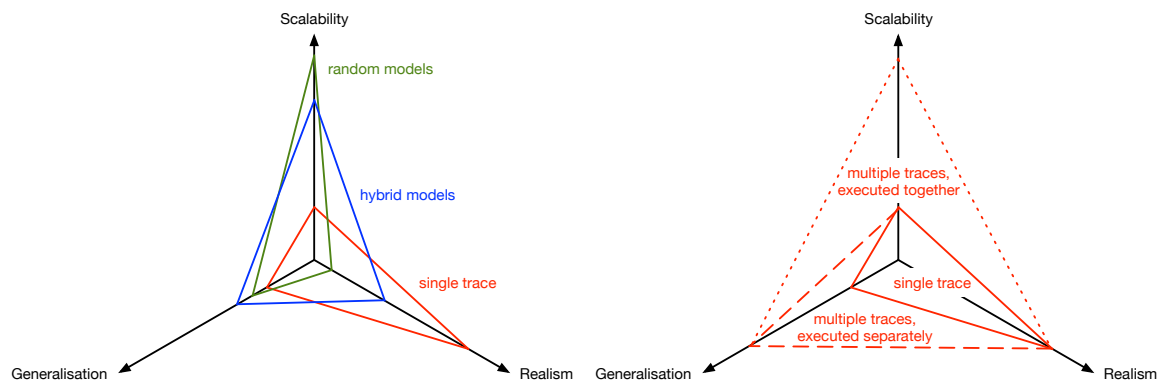 Scalability
random models
hybrid models
single trace
Generalisation
Realism
Scalability
multiple traces,
executed together
single trace
multiple traces,
executed separately
Generalisation
Realism